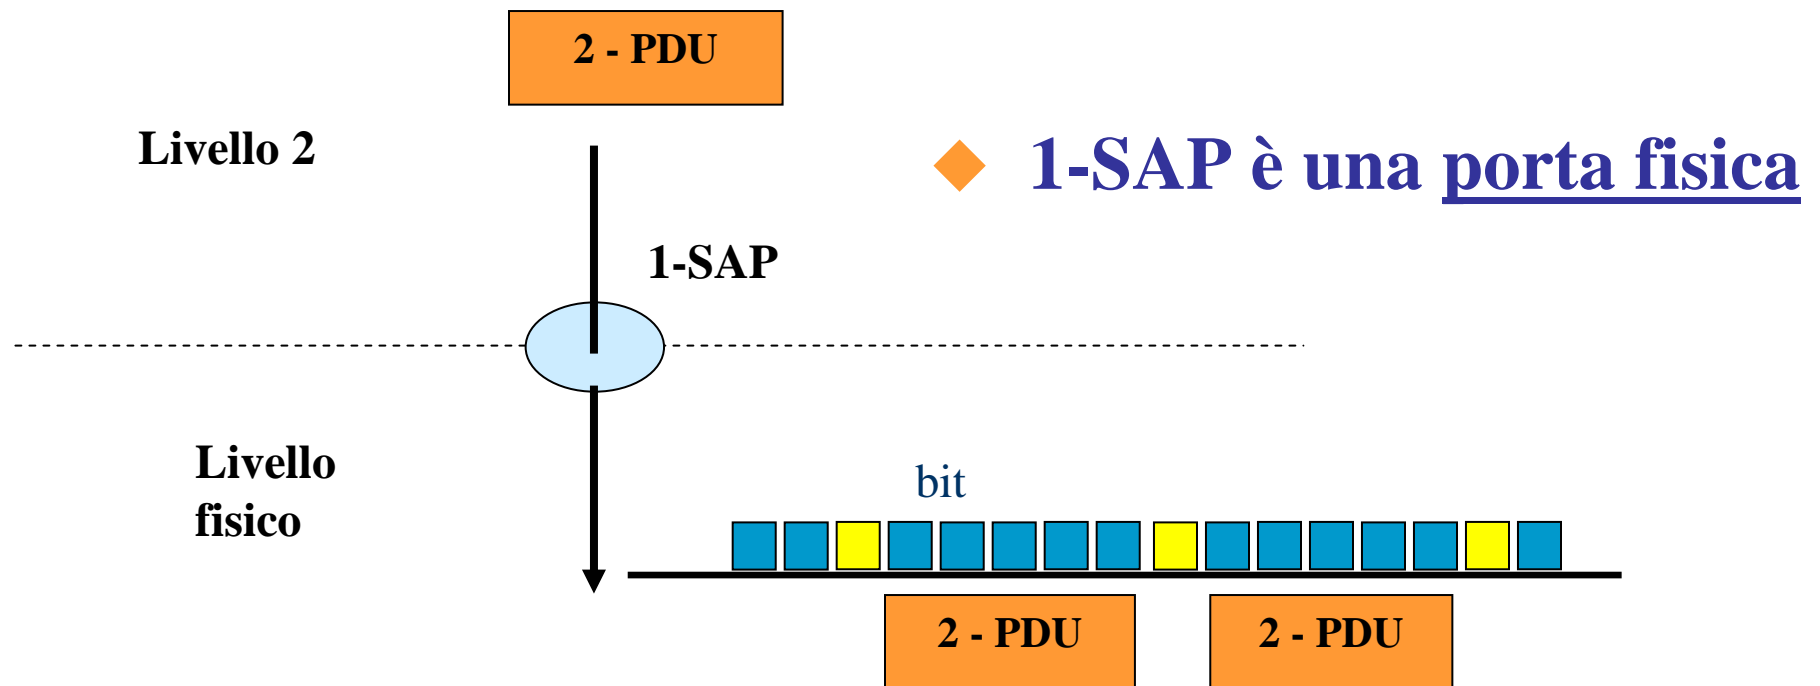 2 - PDU
Livello 2
1-SAP è una porta fisica
1-SAP
Livello
fisico
bit
2 - PDU
2 - PDU